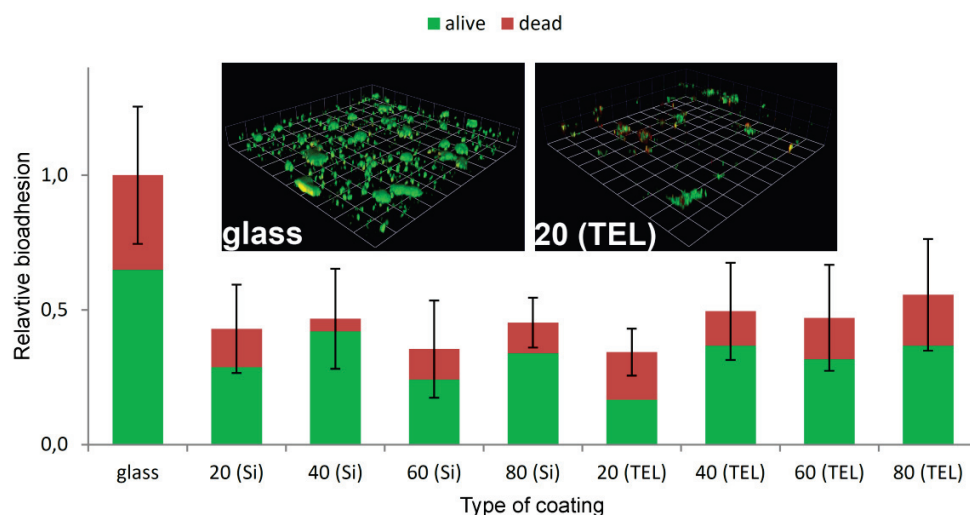 alive dead
glass 20 (TEL)
1,0
0,5
0,0
Relavtive bioadhesion
glass 20 (Si) 40 (Si) 60 (Si) 80 (Si) 20 (TEL) 40 (TEL) 60 (TEL) 80 (TEL)
Type of coating